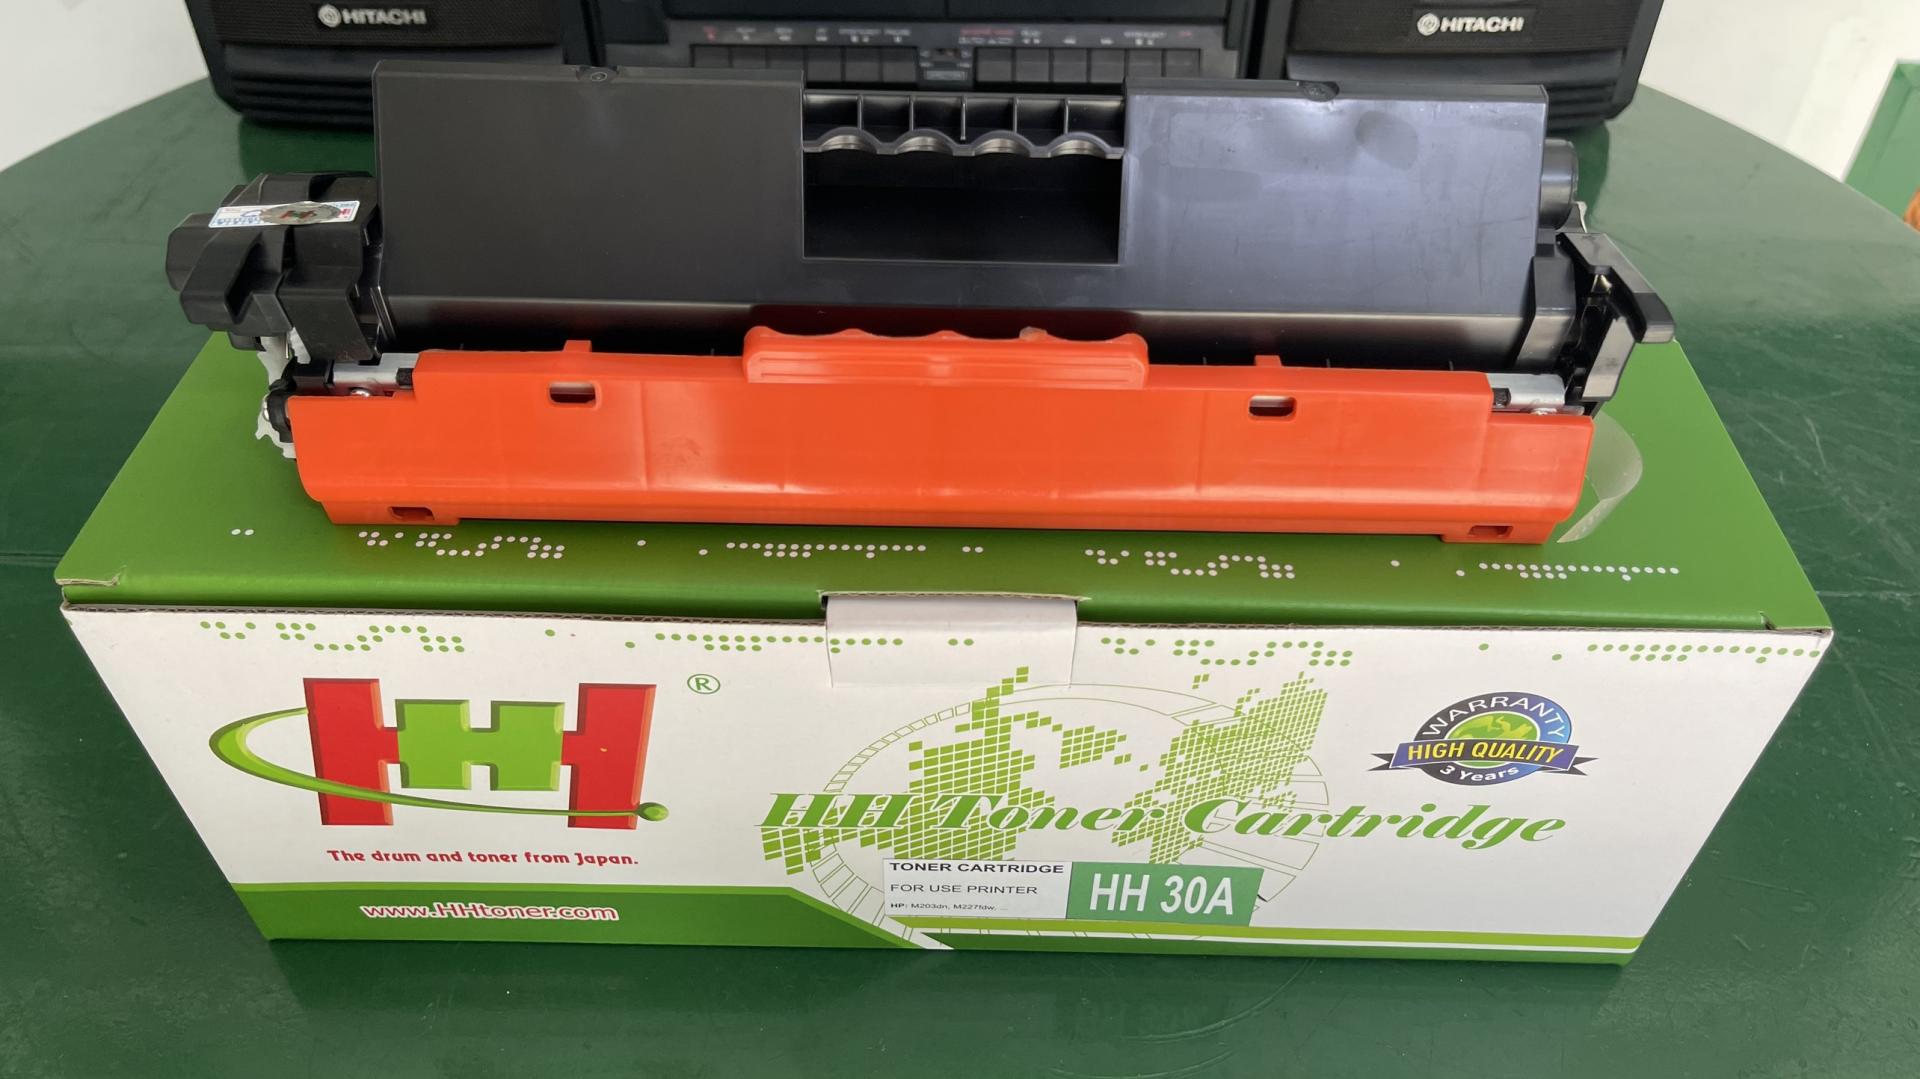 HITACHI
HITACHI
HH
®
The drum and toner from Japan.
www.HHtoner.com
WARRANTY
HIGH QUALITY
3 Years
HH Toner Cartridge
TONER CARTRIDGE
FOR USE PRINTER
HP: M203dn, M227fdw, ...
HH 30A